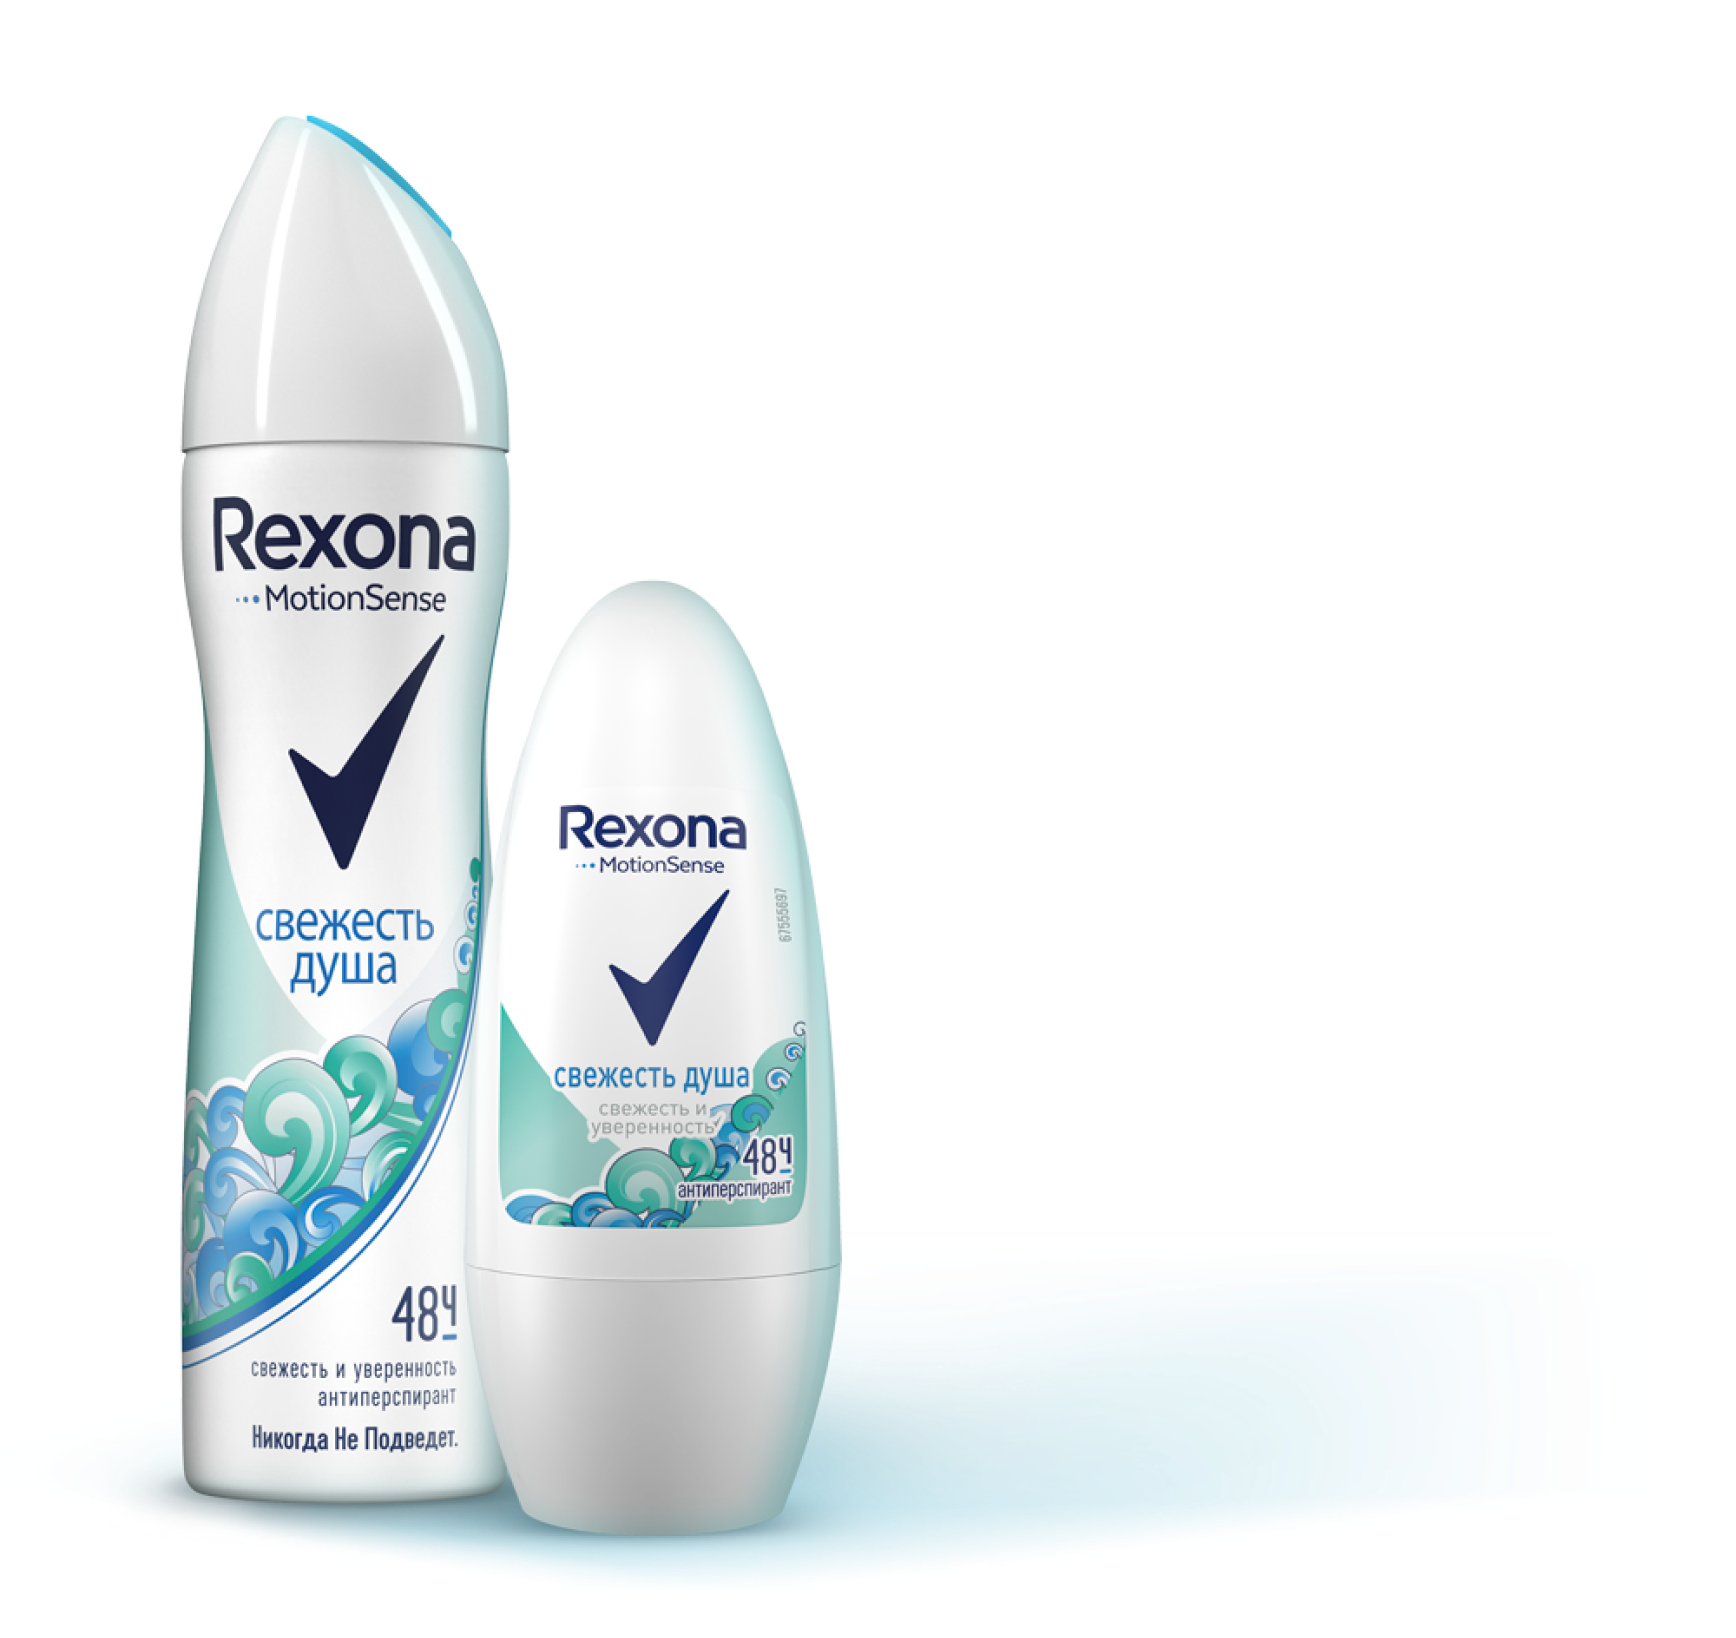 Rexona
MotionSense
свежесть
душа
48ч
свежесть и уверенность
антиперспирант
Никогда Не Подведет.
Rexona
MotionSense
67555697
свежесть душа
свежесть и
уверенность
48ч
антиперспирант